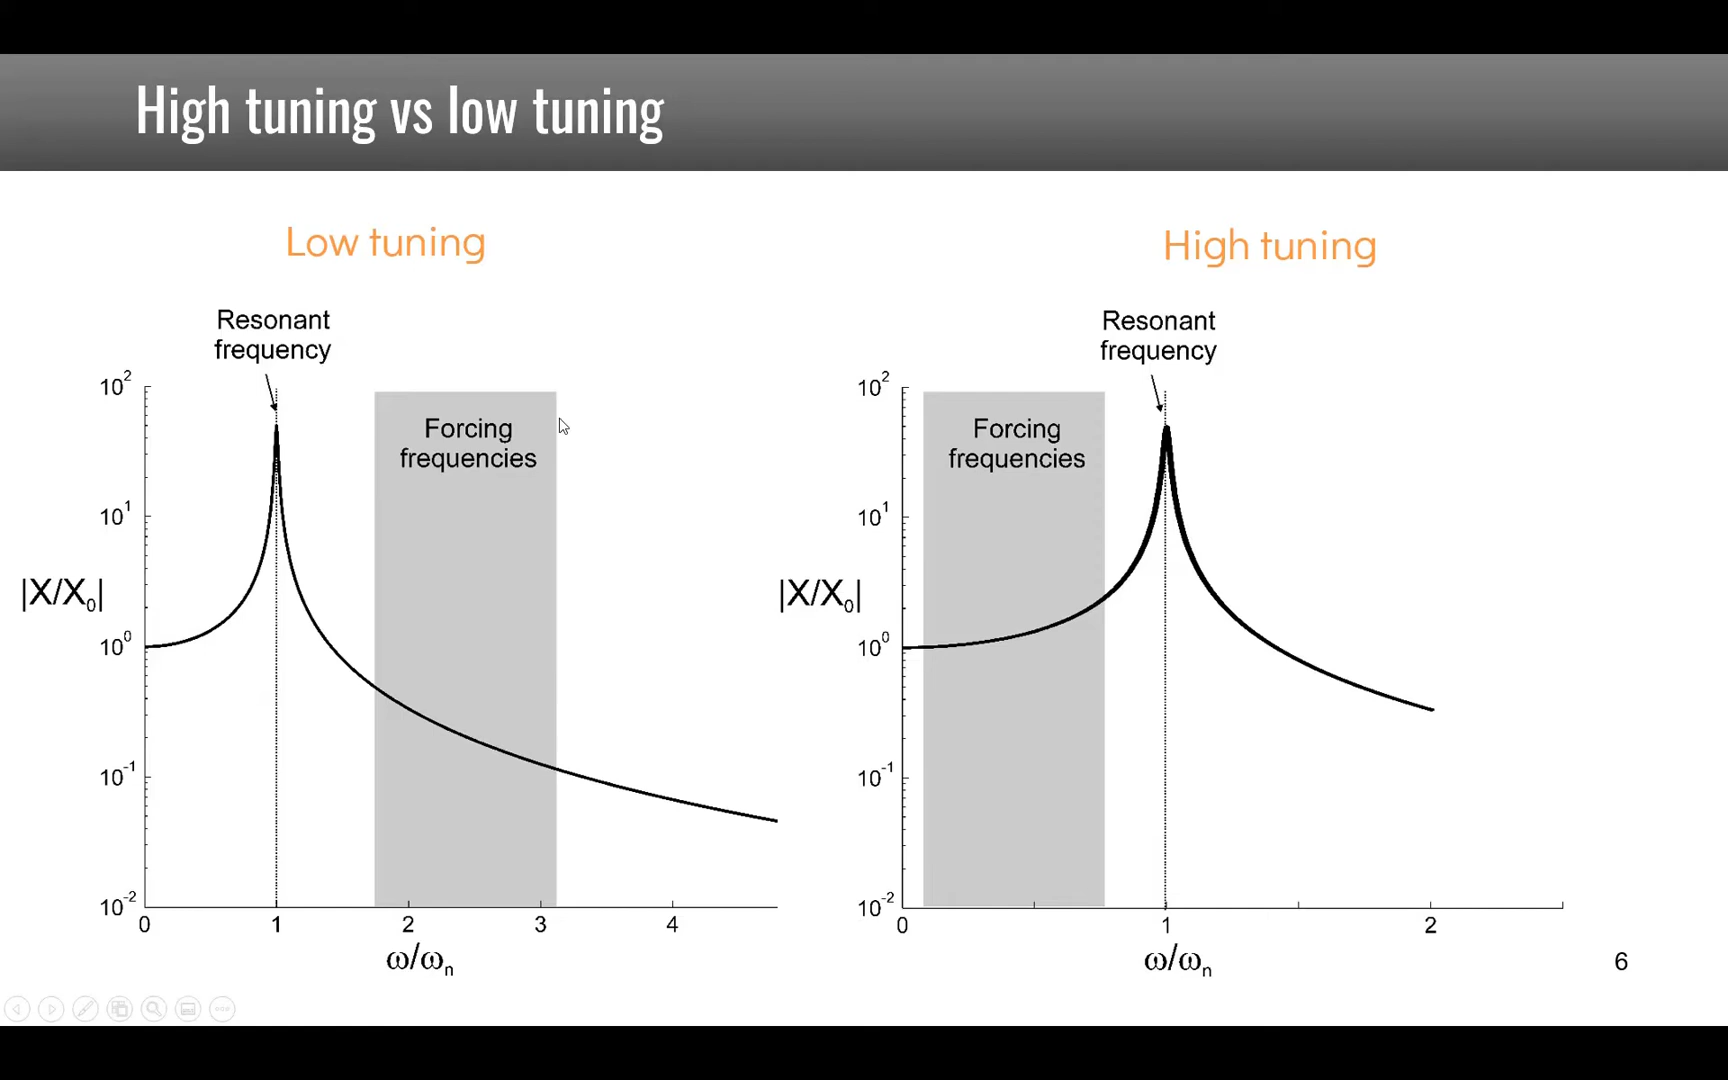 High tuning vs low tuning
Low tuning
Resonant
frequency
Forcing
frequencies
10²
10¹
10⁰
10⁻¹
10⁻²
|X/X₀|
0 1 2 3 4
ω/ωₙ
High tuning
Resonant
frequency
Forcing
frequencies
10²
10¹
10⁰
10⁻¹
10⁻²
|X/X₀|
0 1 2
ω/ωₙ
6